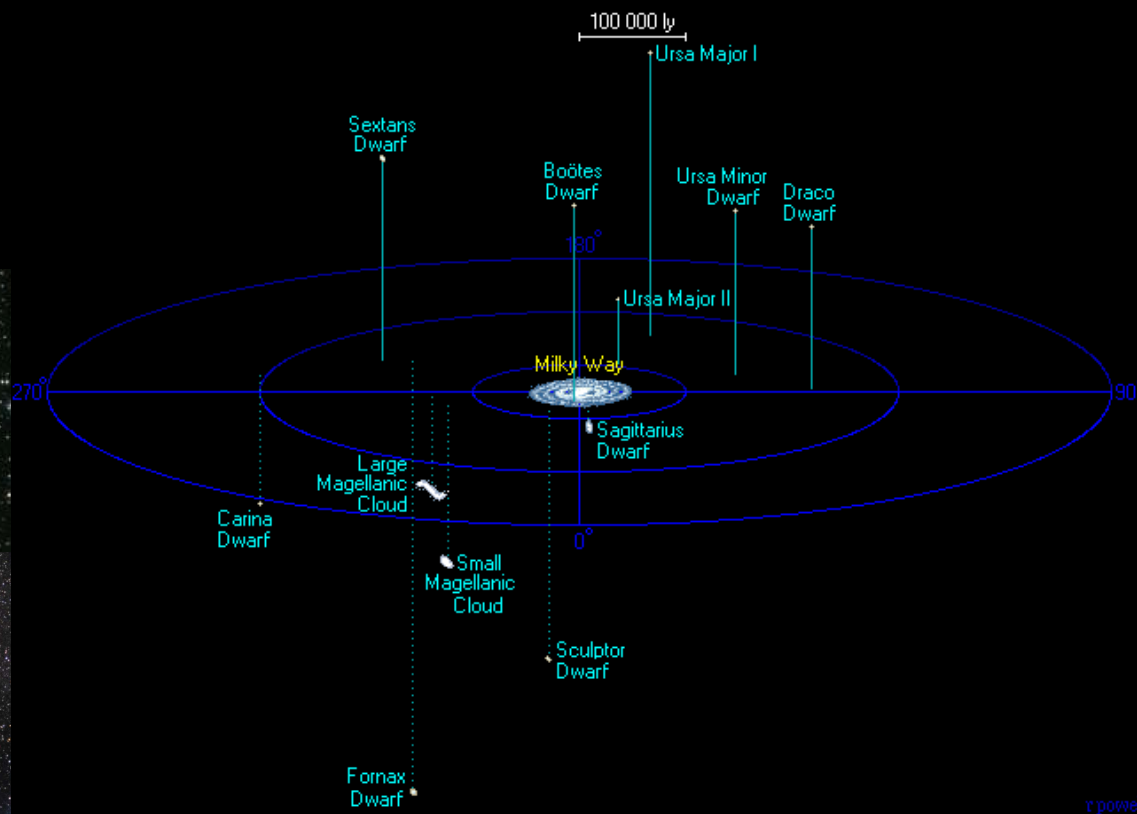 100 000 ly
Ursa Major I
Sextans
Dwarf
Boötes
Dwarf
Ursa Minor
Dwarf
Draco
Dwarf
180°
Ursa Major II
Milky Way
270°
90
Sagittarius
Dwarf
Large
Magellanic
Cloud
Carina
Dwarf
0°
Small
Magellanic
Cloud
Sculptor
Dwarf
Fornax
Dwarf